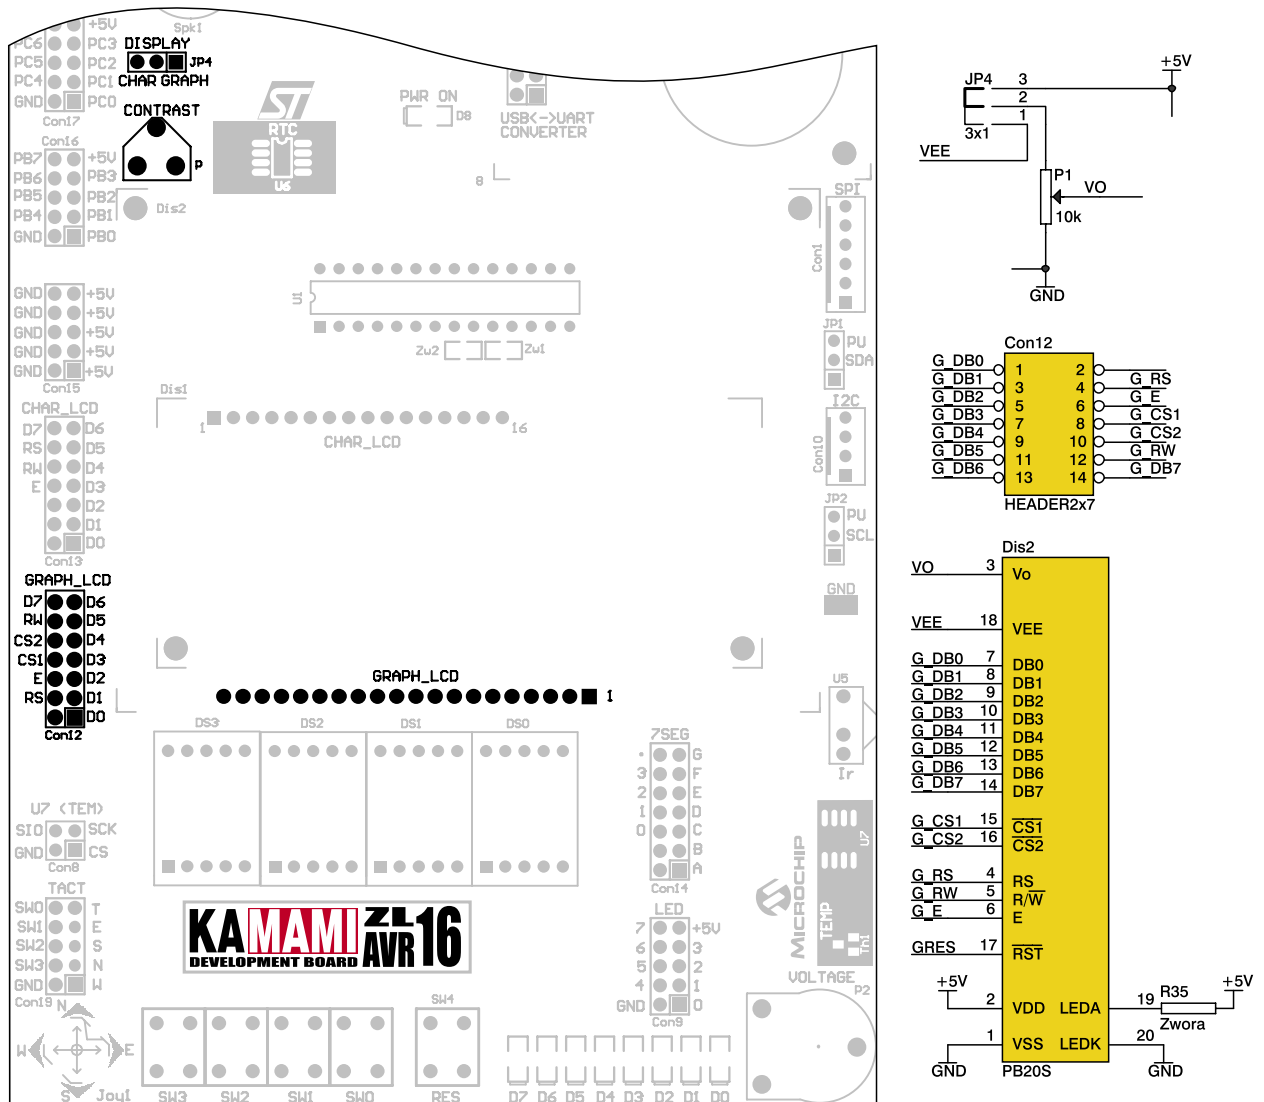 +5V
Spk1
PC6 PC3
DISPLAY
PC5 PC2
JP4
PC4 PC1
CHAR GRAPH
GND PC0
Con17
CONTRAST
PWR ON
D8
USB<->UART
CONVERTER
RTC
U6
Con16
PB7 +5V
PB6 PB3
PB5 PB2
PB4 PB1
GND PB0
P
8
Dis2
SPI
Con1
U1
GND +5V
GND +5V
GND +5V
GND +5V
GND +5V
Con15
Zw2 Zw1
JP1
PU
SDA
Dis1
CHAR_LCD
D7 D6
RS D5
RW D4
E D3
D2
D1
D0
Con13
1 16
CHAR_LCD
I2C
Con10
JP2
PU
SCL
GND
GRAPH_LCD
D7 D6
RW D5
CS2 D4
CS1 D3
E D2
RS D1
D0
Con12
GRAPH_LCD
1
U5
Ir
DS3 DS2 DS1 DS0
7SEG
. G
3 F
2 E
1 D
0 C
B
A
Con14
U7 (TEM)
SIO SCK
GND CS
Con8
TACT
SW0 T
SW1 E
SW2 S
SW3 N
GND W
Con19
KAMAMI ZL
AVR 16
DEVELOPMENT BOARD
LED
7 +5V
6 3
5 2
4 1
GND 0
Con9
MICROCHIP
TEMP
U7
Th1
VOLTAGE
P2
N
W E
S
Joy1
SW4
SW3 SW2 SW1 SW0 RES
D7 D6 D5 D4 D3 D2 D1 D0
+5V
JP4 3
2
1
3x1
VEE
P1
VO
10k
GND
Con12
G_DB0 1 2
G_DB1 3 4 G_RS
G_DB2 5 6 G_E
G_DB3 7 8 G_CS1
G_DB4 9 10 G_CS2
G_DB5 11 12 G_RW
G_DB6 13 14 G_DB7
HEADER2x7
Dis2
VO 3 Vo
VEE 18 VEE
G_DB0 7 DB0
G_DB1 8 DB1
G_DB2 9 DB2
G_DB3 10 DB3
G_DB4 11 DB4
G_DB5 12 DB5
G_DB6 13 DB6
G_DB7 14 DB7
G_CS1 15 CS1
G_CS2 16 CS2
G_RS 4 RS
G_RW 5 R/W
G_E 6 E
GRES 17 RST
+5V 2 VDD LEDA 19 R35 +5V
Zwora
1 VSS LEDK 20
GND PB20S GND